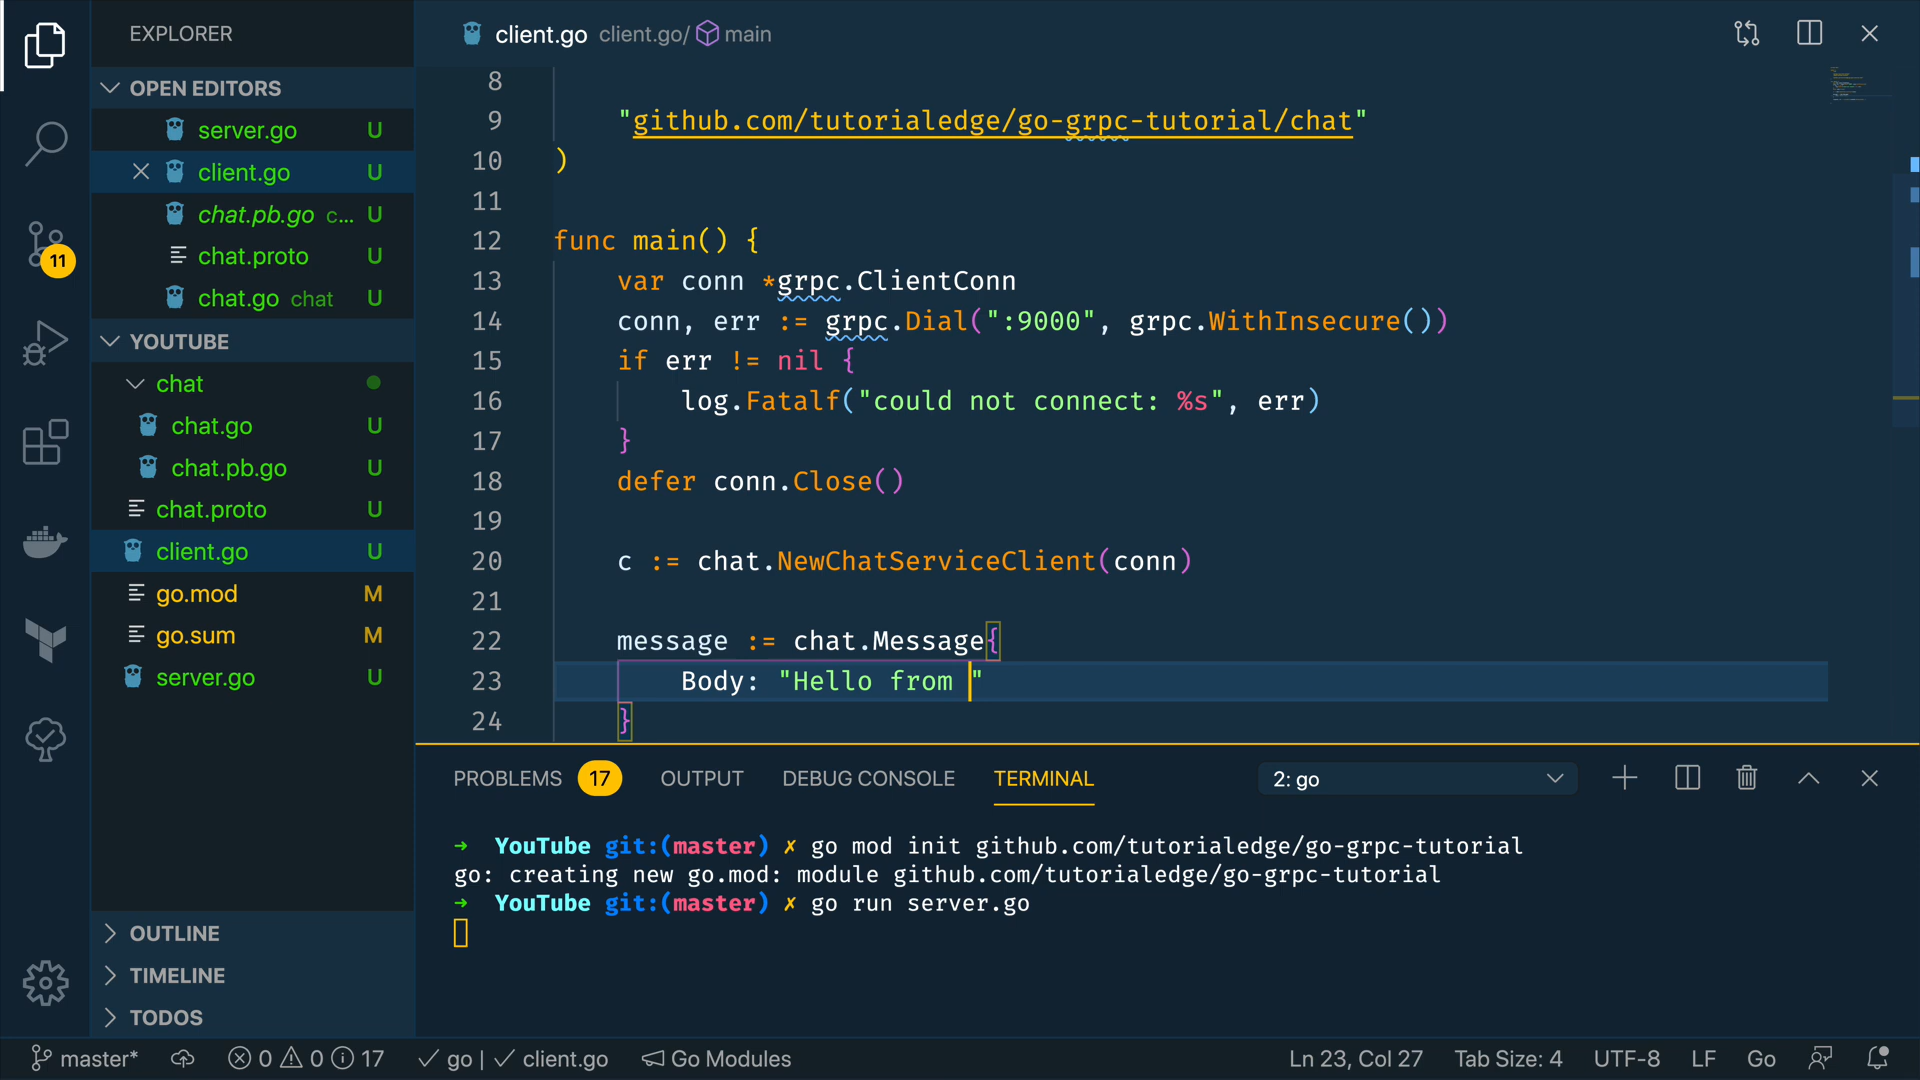 EXPLORER
OPEN EDITORS
server.go U
client.go U
chat.pb.go c... U
chat.proto U
chat.go chat U
YOUTUBE
chat
chat.go U
chat.pb.go U
chat.proto U
client.go U
go.mod M
go.sum M
server.go U
OUTLINE
TIMELINE
TODOS
11
client.go client.go/ main
8
9 "github.com/tutorialedge/go-grpc-tutorial/chat"
10 )
11
12 func main() {
13 var conn *grpc.ClientConn
14 conn, err := grpc.Dial(":9000", grpc.WithInsecure())
15 if err != nil {
16 log.Fatalf("could not connect: %s", err)
17 }
18 defer conn.Close()
19
20 c := chat.NewChatServiceClient(conn)
21
22 message := chat.Message{
23 Body: "Hello from "
24 }
PROBLEMS 17 OUTPUT DEBUG CONSOLE TERMINAL 2: go
➜ YouTube git:(master) ✗ go mod init github.com/tutorialedge/go-grpc-tutorial
go: creating new go.mod: module github.com/tutorialedge/go-grpc-tutorial
➜ YouTube git:(master) ✗ go run server.go
master* 0 0 17 go | client.go Go Modules Ln 23, Col 27 Tab Size: 4 UTF-8 LF Go